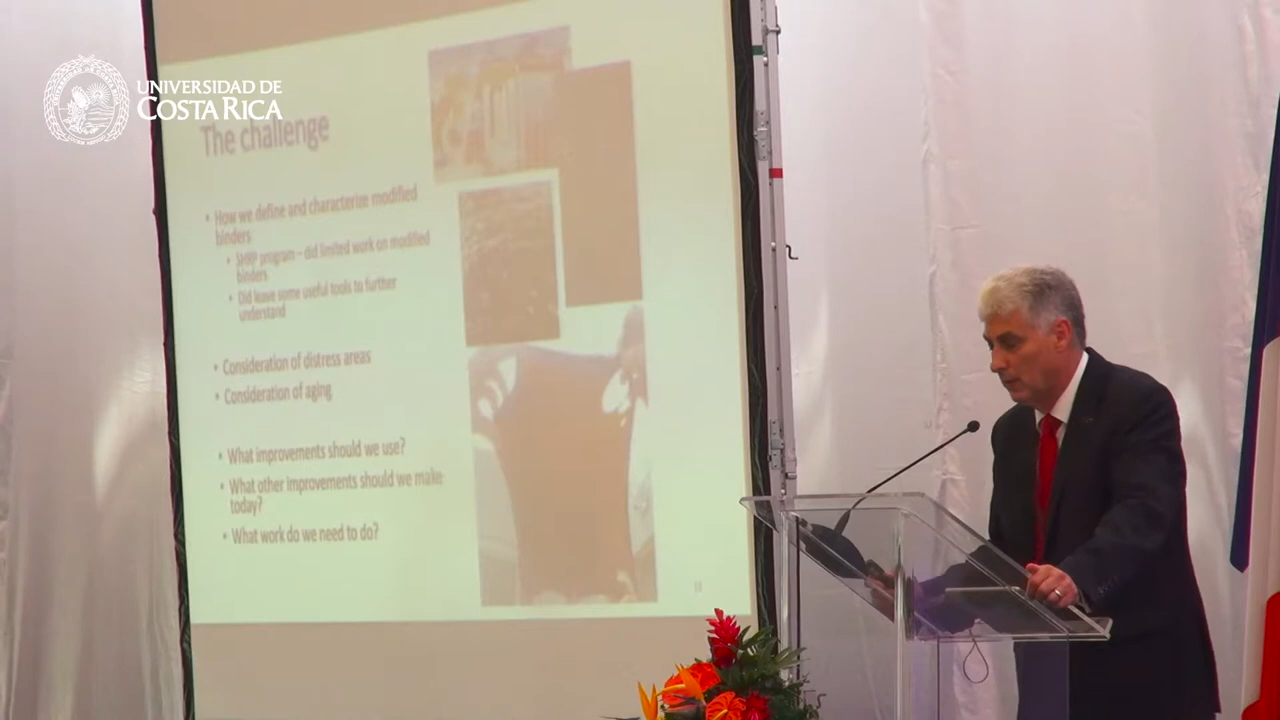 UNIVERSIDAD DE
COSTA RICA
The challenge
• How we define and characterize modified
binders
• SHRP program – did limited work on modified
binders
• Did leave some useful tools to further
understand
• Consideration of distress areas
• Consideration of aging
• What improvements should we use?
• What other improvements should we make
today?
• What work do we need to do?
11